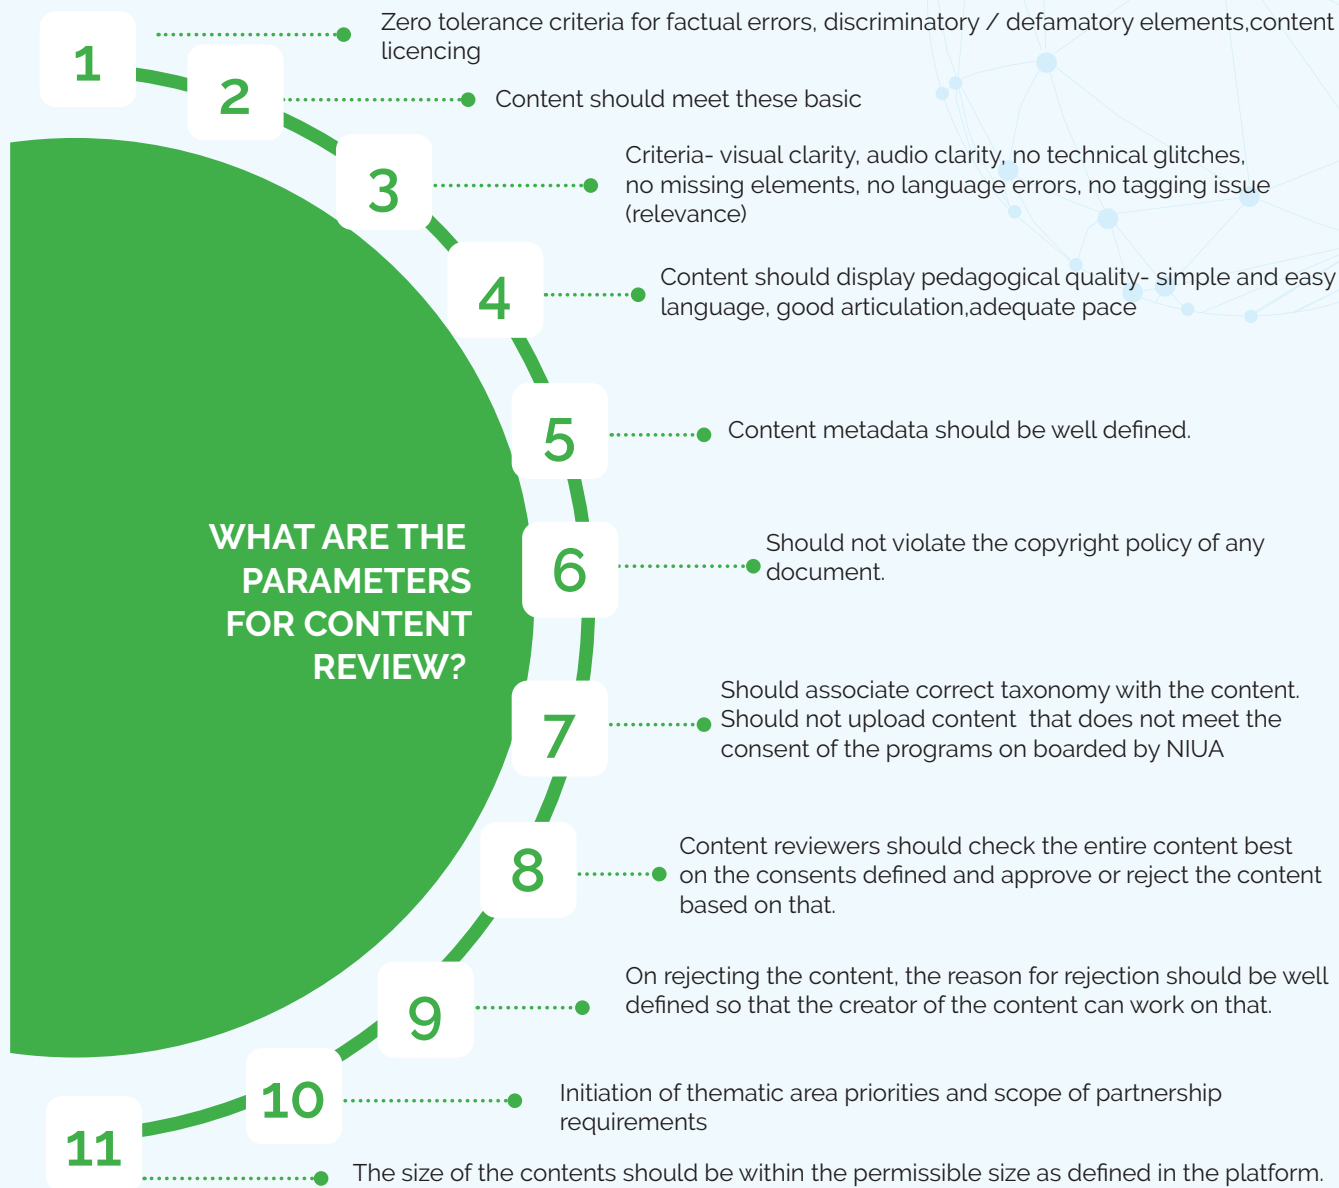 1
Zero tolerance criteria for factual errors, discriminatory / defamatory elements,content
licencing
2
Content should meet these basic
3
Criteria- visual clarity, audio clarity, no technical glitches,
no missing elements, no language errors, no tagging issue
(relevance)
4
Content should display pedagogical quality- simple and easy
language, good articulation,adequate pace
5
Content metadata should be well defined.
WHAT ARE THE
PARAMETERS
FOR CONTENT
REVIEW?
6
Should not violate the copyright policy of any
document.
7
Should associate correct taxonomy with the content.
Should not upload content  that does not meet the
consent of the programs on boarded by NIUA
8
Content reviewers should check the entire content best
on the consents defined and approve or reject the content
based on that.
9
On rejecting the content, the reason for rejection should be well
defined so that the creator of the content can work on that.
10
Initiation of thematic area priorities and scope of partnership
requirements
11
The size of the contents should be within the permissible size as defined in the platform.